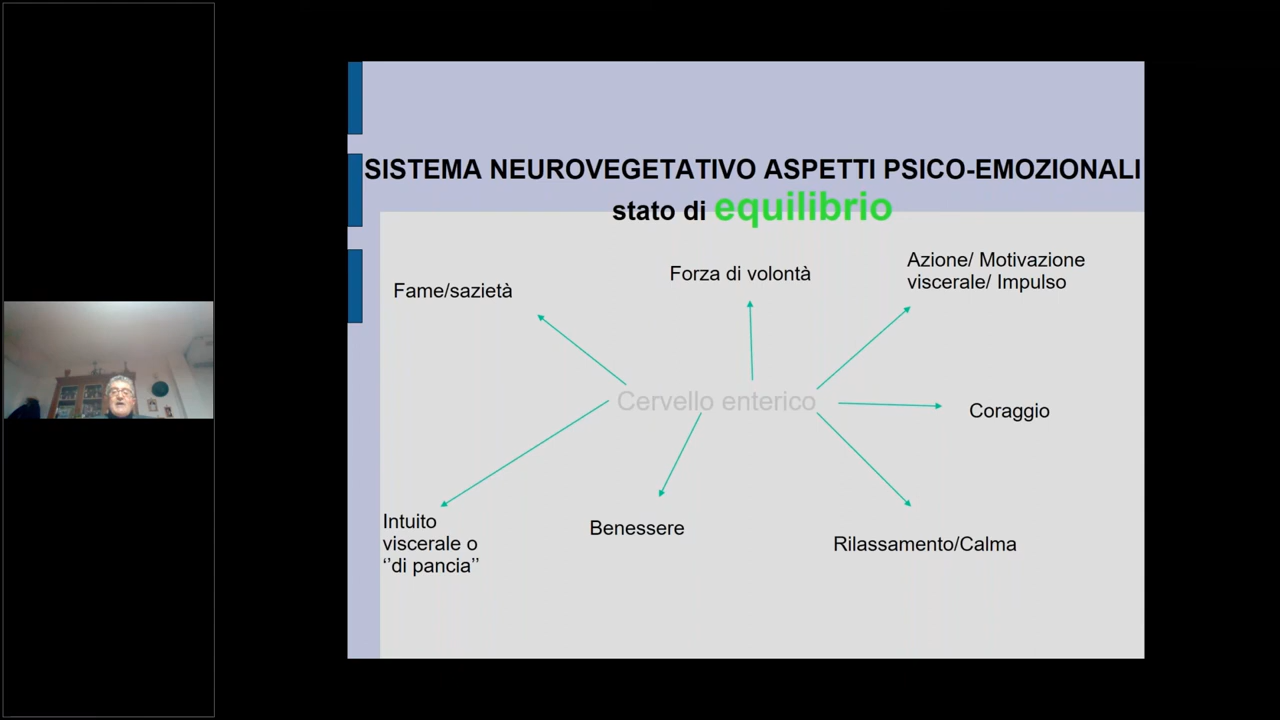 SISTEMA NEUROVEGETATIVO ASPETTI PSICO-EMOZIONALI
stato di equilibrio
Fame/sazietà
Forza di volontà
Azione/ Motivazione
viscerale/ Impulso
Cervello enterico
Coraggio
Intuito
viscerale o
‘’di pancia’’
Benessere
Rilassamento/Calma